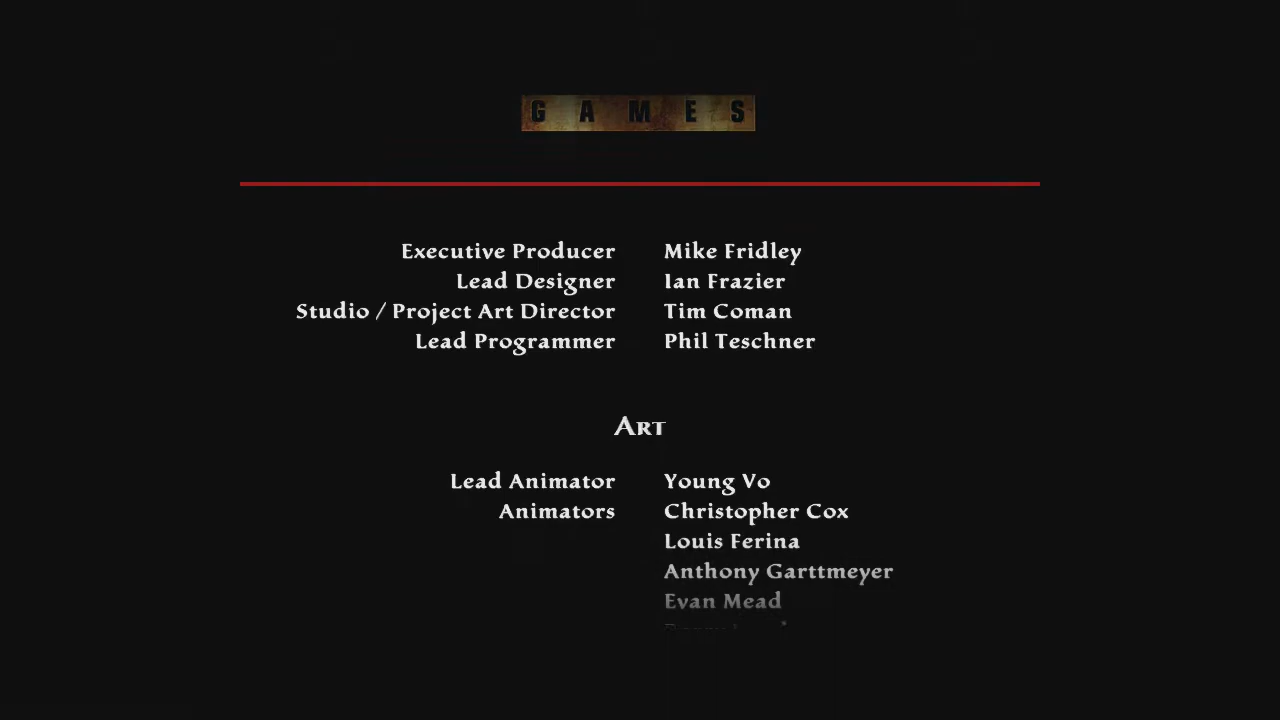 GAMES
Executive Producer Mike Fridley
Lead Designer Ian Frazier
Studio / Project Art Director Tim Coman
Lead Programmer Phil Teschner
Art
Lead Animator Young Vo
Animators Christopher Cox
Louis Ferina
Anthony Garttmeyer
Evan Mead